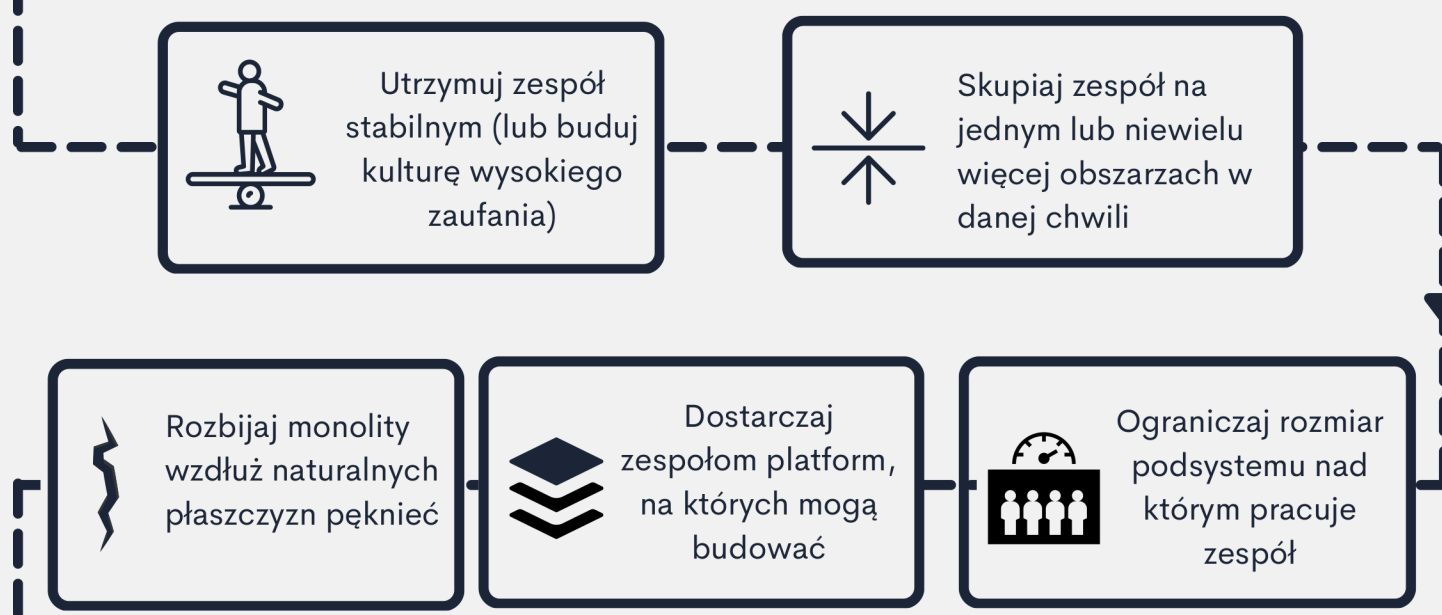 Utrzymuj zespół
stabilnym (lub buduj
kulturę wysokiego
zaufania)
Skupiaj zespół na
jednym lub niewielu
więcej obszarzach w
danej chwili
Rozbijaj monolity
wzdłuż naturalnych
płaszczyzn pęknieć
Dostarczaj
zespołom platform,
na których mogą
budować
Ograniczaj rozmiar
podsystemu nad
którym pracuje
zespół